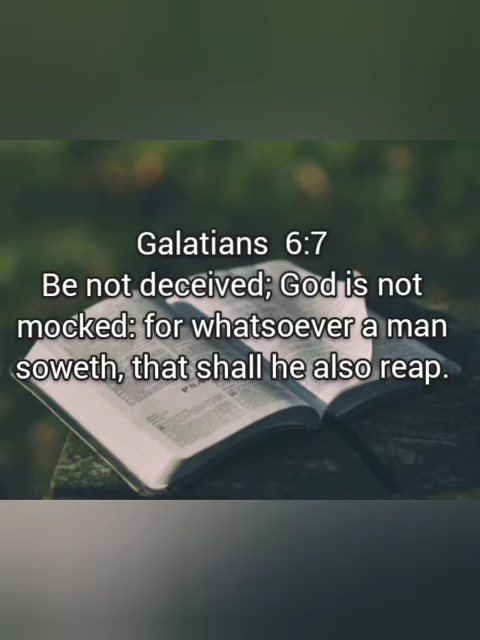 Galatians  6:7
Be not deceived; God is not
mocked: for whatsoever a man
soweth, that shall he also reap.